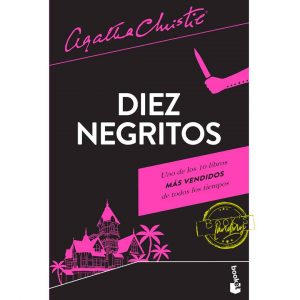 Agatha Christie
DIEZ
NEGRITOS
Uno de los 10 libros
MÁS VENDIDOS
de todos los tiempos
booket